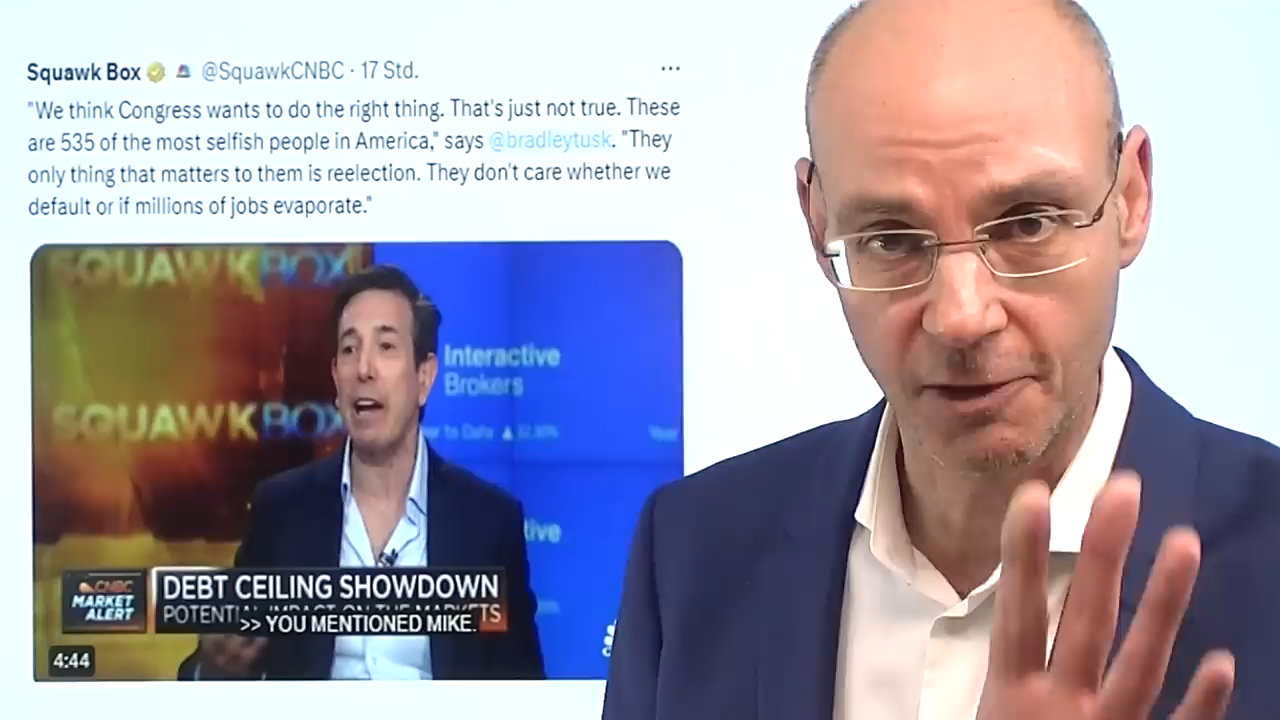 Squawk Box @SquawkCNBC · 17 Std.
"We think Congress wants to do the right thing. That's just not true. These
are 535 of the most selfish people in America," says @bradleytusk. "They
only thing that matters to them is reelection. They don't care whether we
default or if millions of jobs evaporate."
SQUAWK BOX
Interactive
Brokers
SQUAWK BOX
to Data
CNBC
MARKET
ALERT
DEBT CEILING SHOWDOWN
>> YOU MENTIONED MIKE.
4:44